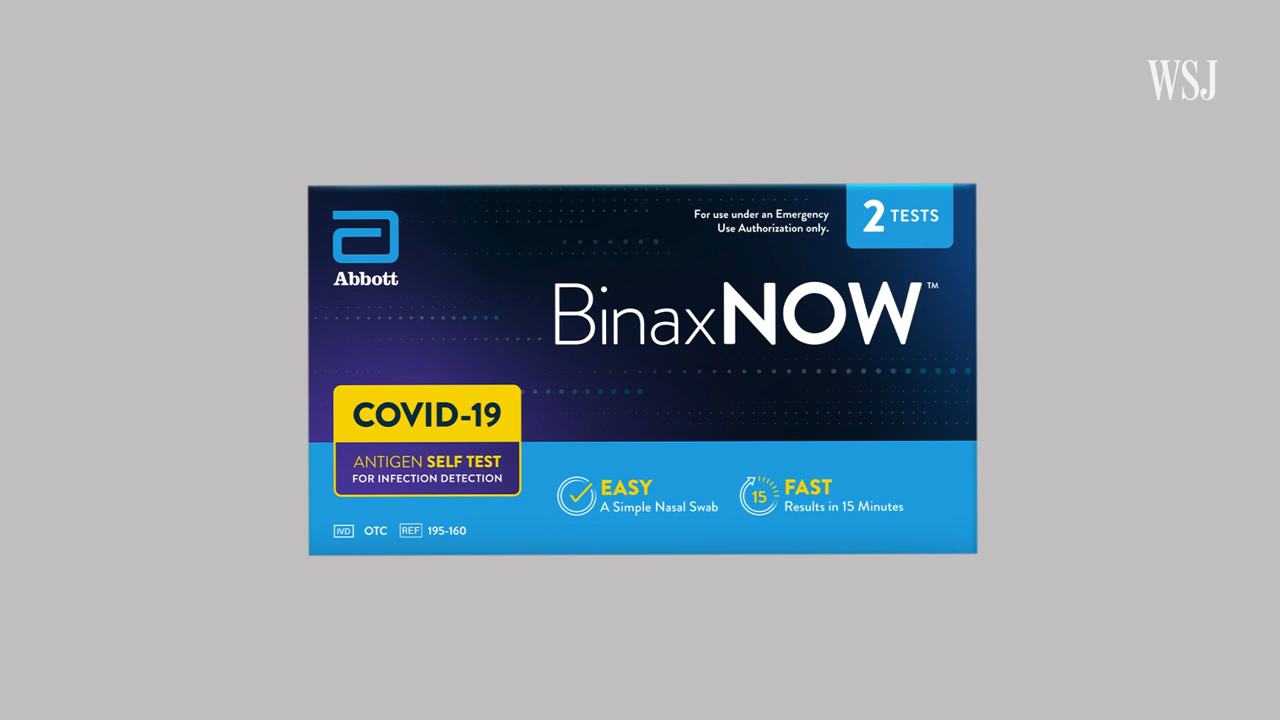 WSJ
Abbott
For use under an Emergency
Use Authorization only.
2 TESTS
BinaxNOW™
COVID-19
ANTIGEN SELF TEST
FOR INFECTION DETECTION
EASY
A Simple Nasal Swab
15
FAST
Results in 15 Minutes
IVD OTC REF 195-160